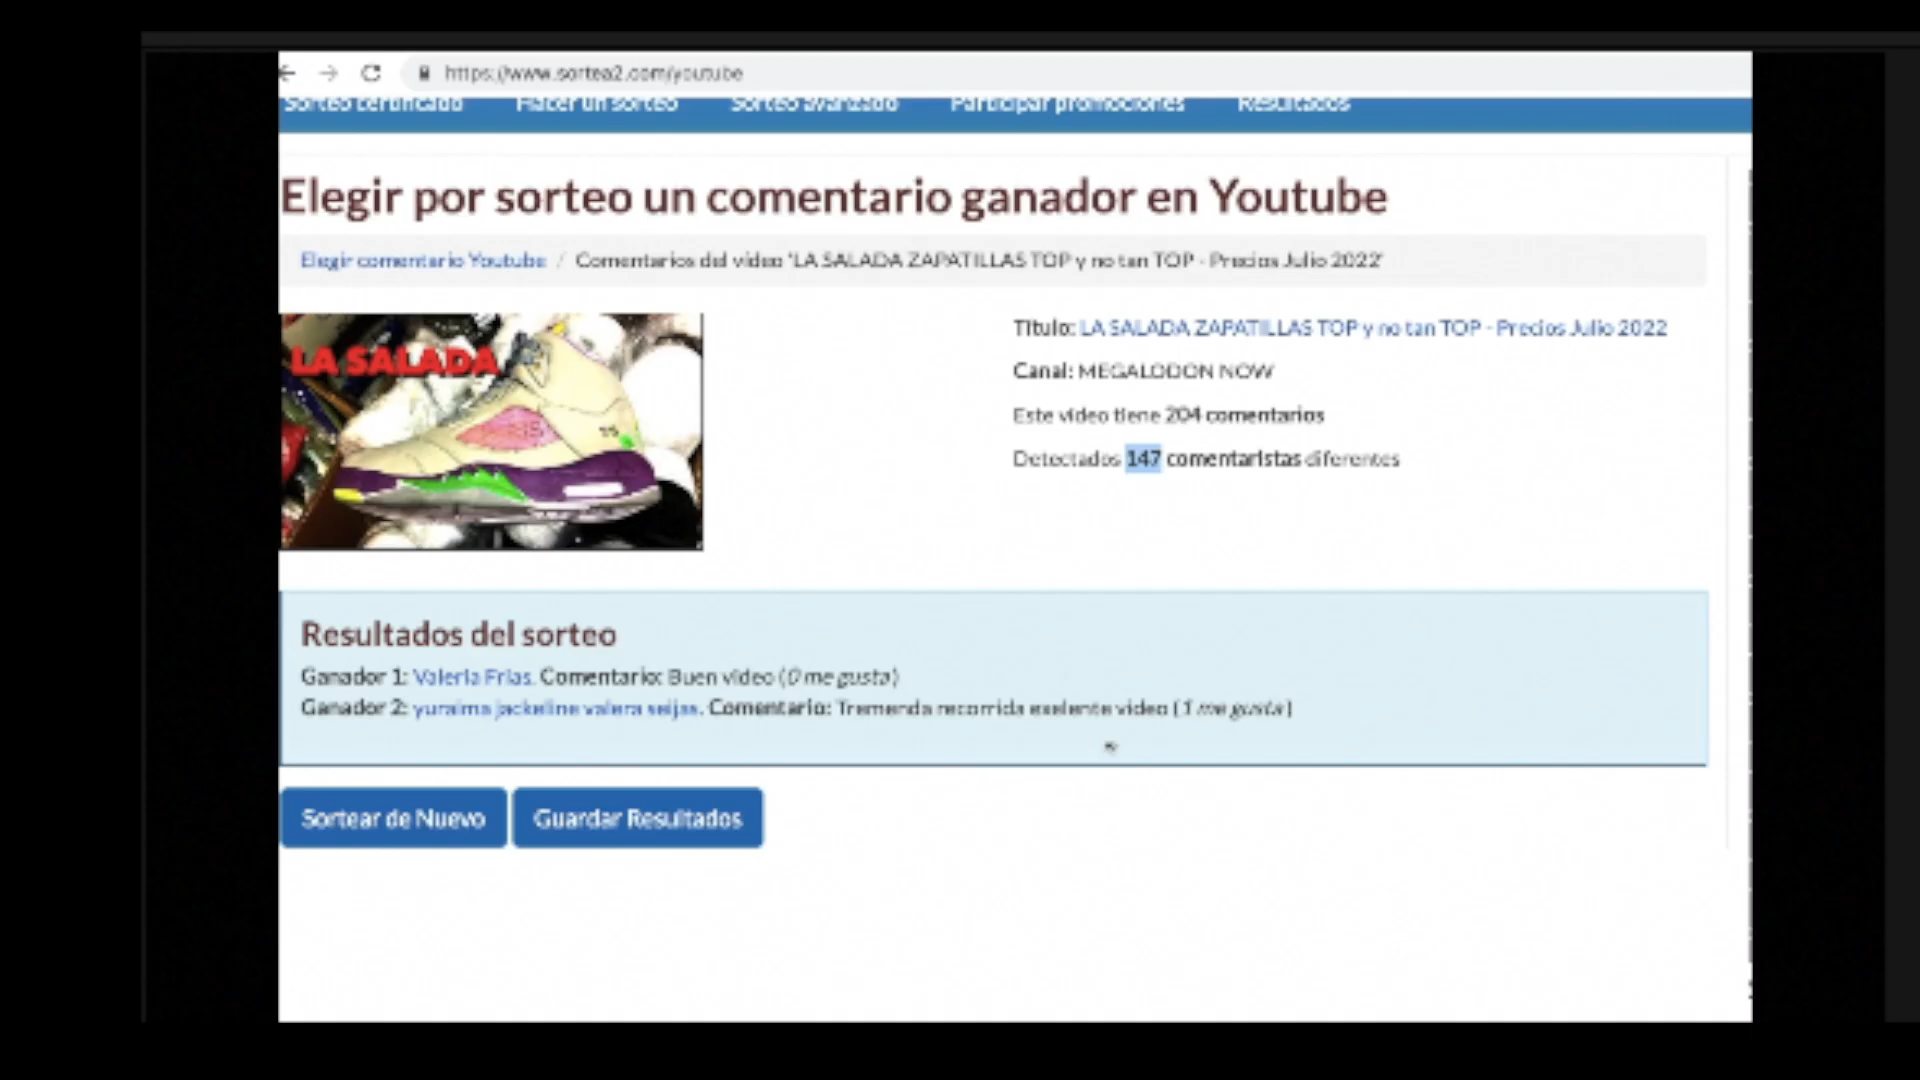 https://www.sortea2.com/youtube
Sorteo certificado Hacer un sorteo Sorteo avanzado Participar promociones Resultados
Elegir por sorteo un comentario ganador en Youtube
Elegir comentario Youtube / Comentarios del vídeo 'LA SALADA ZAPATILLAS TOP y no tan TOP - Precios Julio 2022'
LA SALADA
Título: LA SALADA ZAPATILLAS TOP y no tan TOP - Precios Julio 2022
Canal: MEGALODON NOW
Este vídeo tiene 204 comentarios
Detectados 147 comentaristas diferentes
Resultados del sorteo
Ganador 1: Valeria Frias. Comentario: Buen video (0 me gusta)
Ganador 2: yuraima jackeline valera seijas. Comentario: Tremenda recorrida exelente video (1 me gusta)
Sortear de Nuevo Guardar Resultados